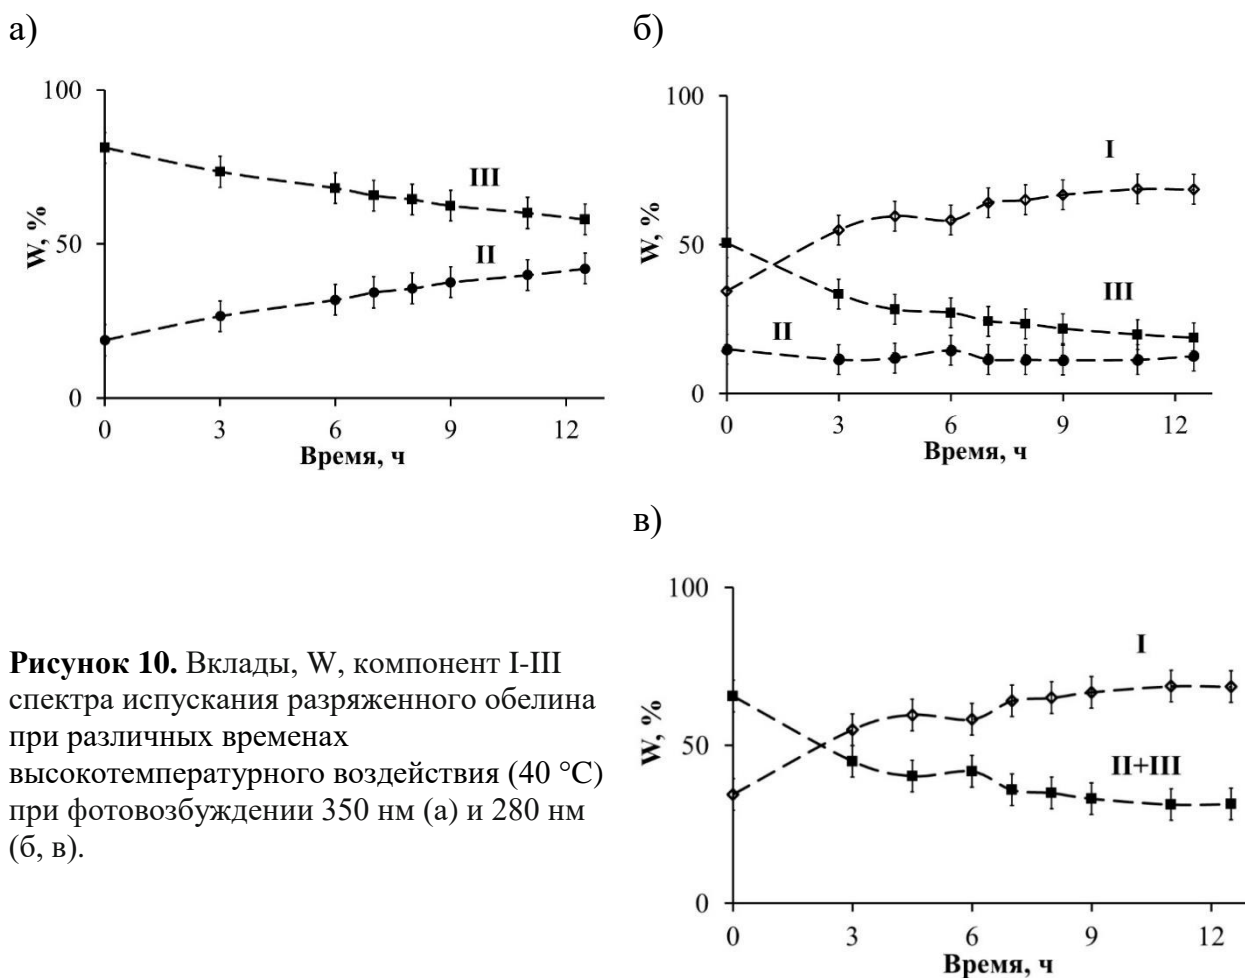 а)
100
50
0
W, %
III
II
0 3 6 9 12
Время, ч
б)
100
50
0
W, %
I
III
II
0 3 6 9 12
Время, ч
в)
100
50
0
W, %
I
II+III
0 3 6 9 12
Время, ч
Рисунок 10. Вклады, W, компонент I-III
спектра испускания разряженного обелина
при различных временах
высокотемпературного воздействия (40 °C)
при фотовозбуждении 350 нм (а) и 280 нм
(б, в).